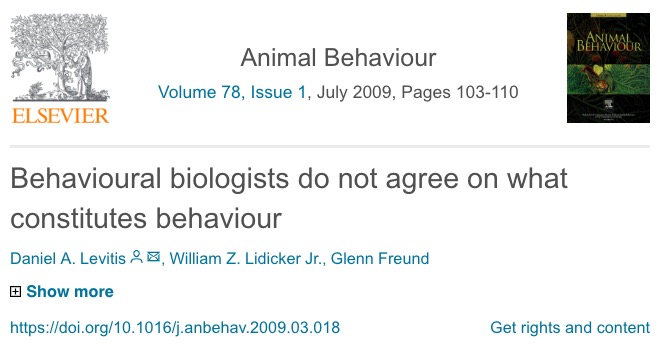 ELSEVIER
Animal Behaviour
Volume 78, Issue 1, July 2009, Pages 103-110
ANIMAL
BEHAVIOUR
Behavioural biologists do not agree on what
constitutes behaviour
Daniel A. Levitis, William Z. Lidicker Jr., Glenn Freund
Show more
https://doi.org/10.1016/j.anbehav.2009.03.018
Get rights and content